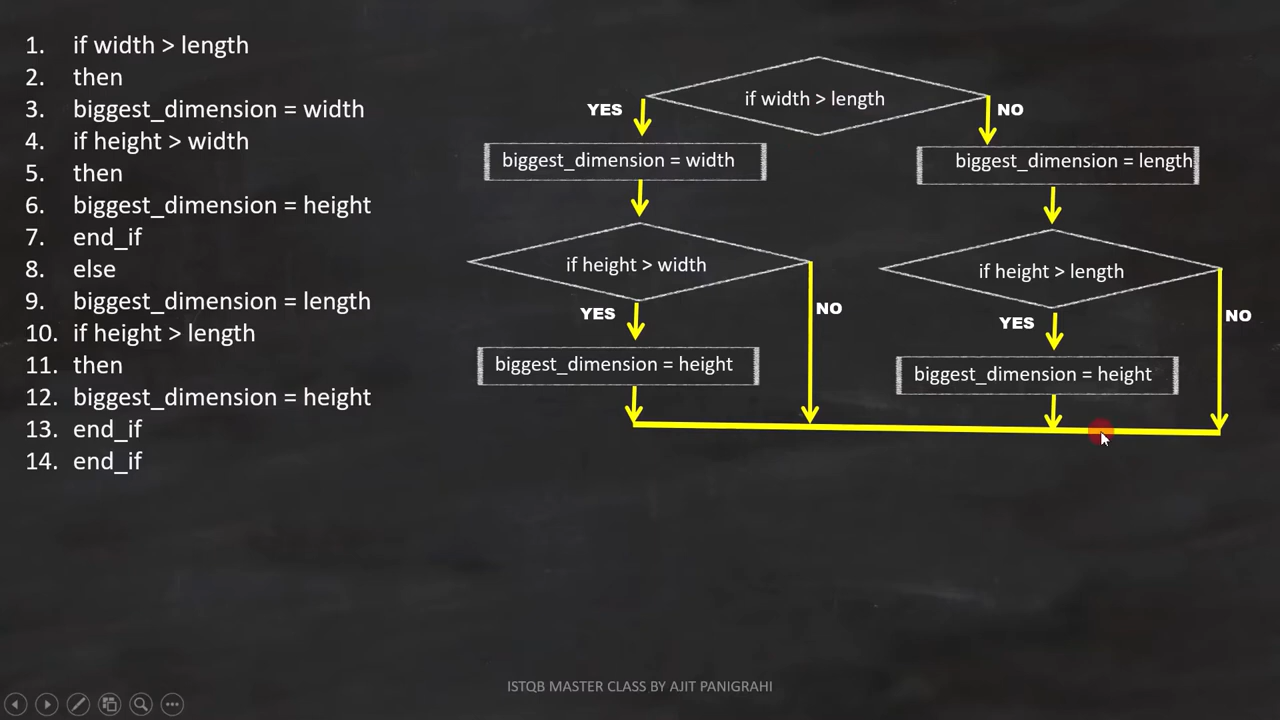 1. if width > length
2. then
3. biggest_dimension = width
4. if height > width
5. then
6. biggest_dimension = height
7. end_if
8. else
9. biggest_dimension = length
10. if height > length
11. then
12. biggest_dimension = height
13. end_if
14. end_if
if width > length
YES
NO
biggest_dimension = width
biggest_dimension = length
if height > width
if height > length
YES
NO
YES
NO
biggest_dimension = height
biggest_dimension = height
ISTQB MASTER CLASS BY AJIT PANIGRAHI